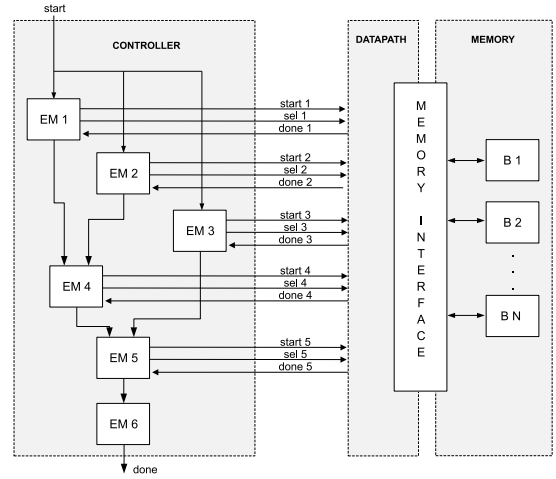 start
CONTROLLER
DATAPATH
MEMORY
EM 1
start 1
sel 1
done 1
EM 2
start 2
sel 2
done 2
EM 3
start 3
sel 3
done 3
EM 4
start 4
sel 4
done 4
EM 5
start 5
sel 5
done 5
EM 6
done
MEMORY INTERFACE
B 1
B 2
. . .
B N